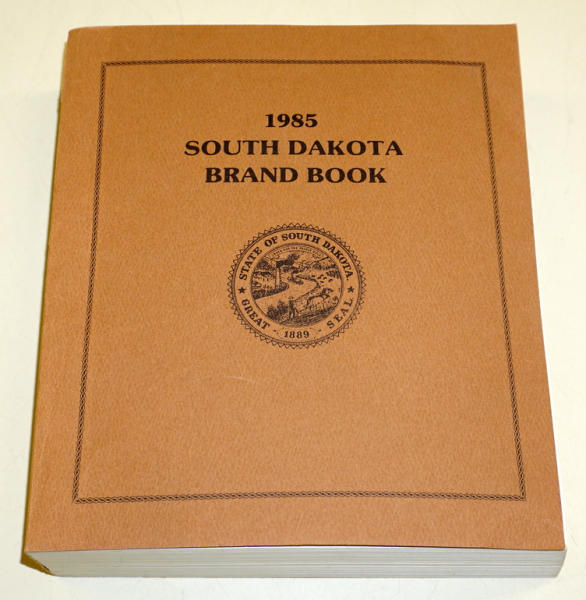 1985
SOUTH DAKOTA
BRAND BOOK
STATE OF SOUTH DAKOTA
GREAT SEAL
1889